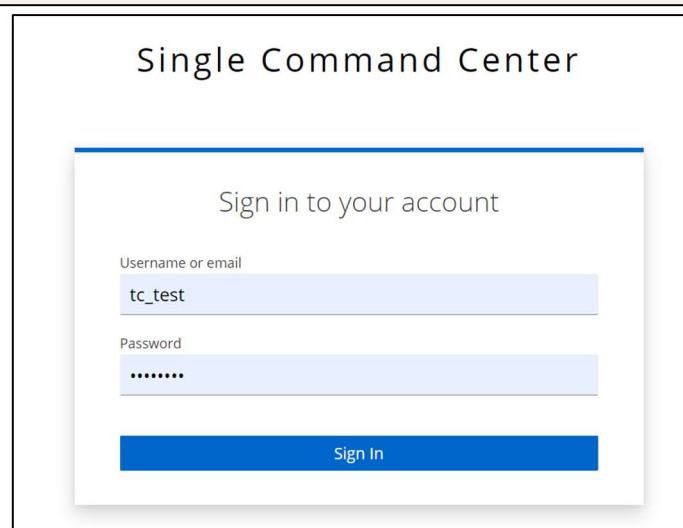 Single Command Center
Sign in to your account
Username or email
tc_test
Password
••••••••
Sign In